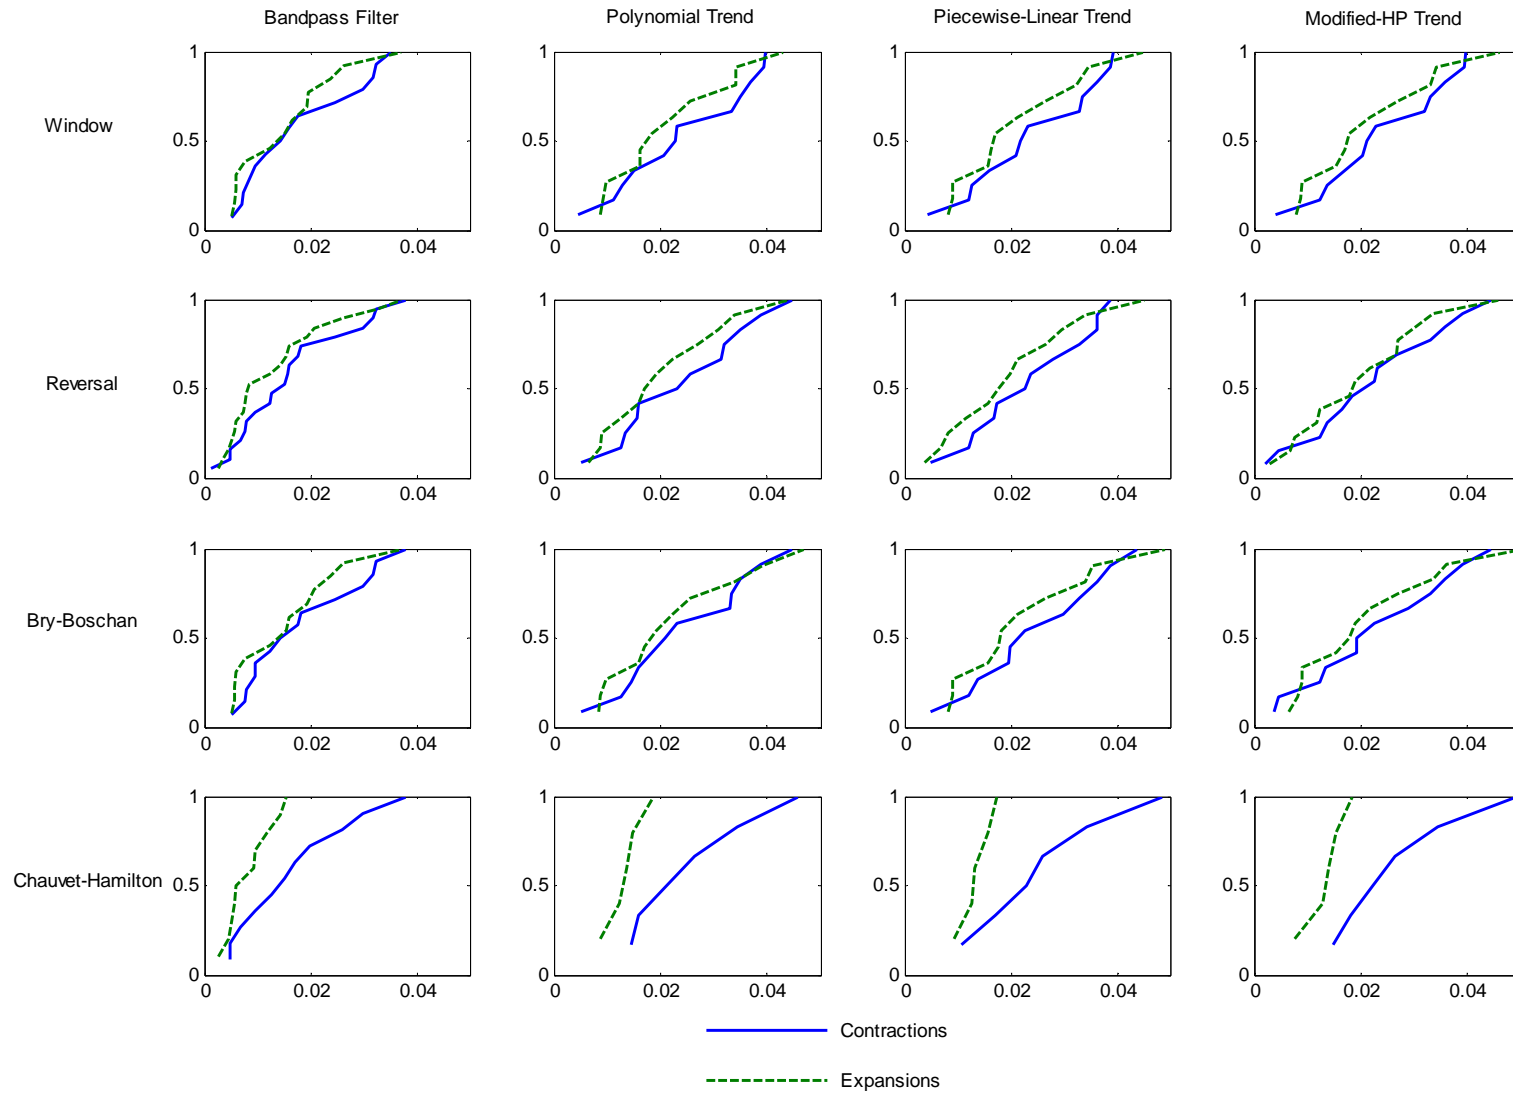 Bandpass Filter Polynomial Trend Piecewise-Linear Trend Modified-HP Trend
1 1 1 1
Window
0.5 0.5 0.5 0.5
0 0 0 0
0 0.02 0.04 0 0.02 0.04 0 0.02 0.04 0 0.02 0.04
1 1 1 1
Reversal
0.5 0.5 0.5 0.5
0 0 0 0
0 0.02 0.04 0 0.02 0.04 0 0.02 0.04 0 0.02 0.04
1 1 1 1
Bry-Boschan
0.5 0.5 0.5 0.5
0 0 0 0
0 0.02 0.04 0 0.02 0.04 0 0.02 0.04 0 0.02 0.04
1 1 1 1
Chauvet-Hamilton
0.5 0.5 0.5 0.5
0 0 0 0
0 0.02 0.04 0 0.02 0.04 0 0.02 0.04 0 0.02 0.04
Contractions
Expansions